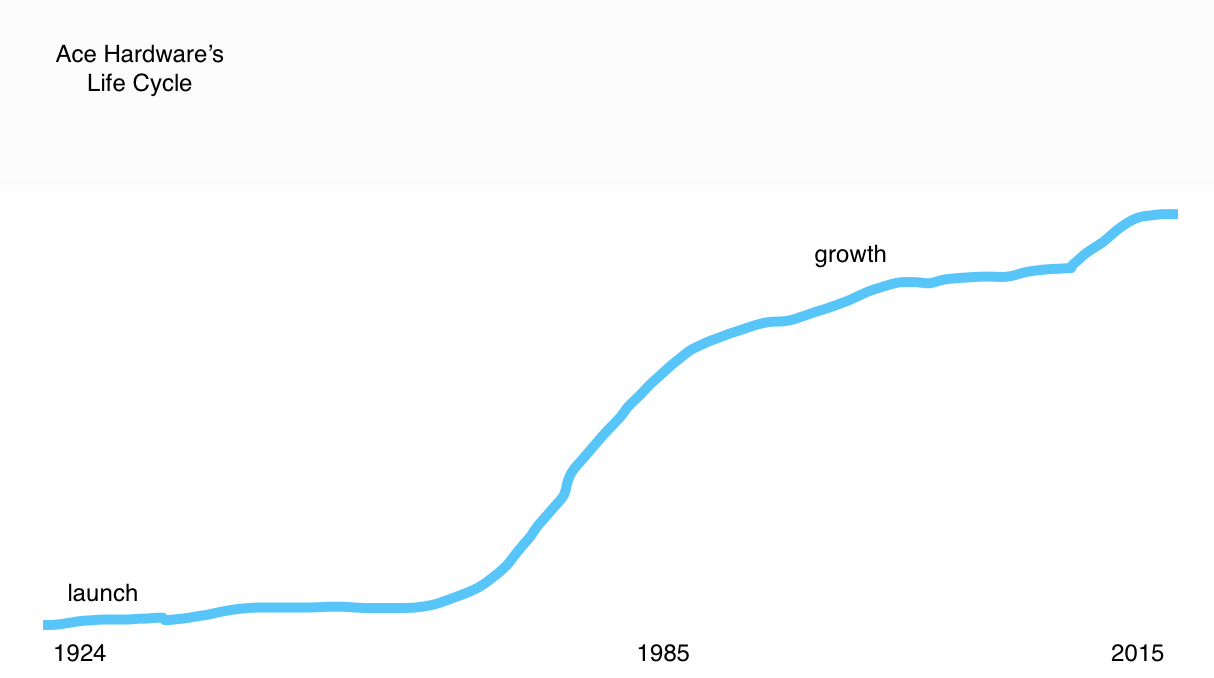 Ace Hardware’s
Life Cycle
growth
launch
1924
1985
2015